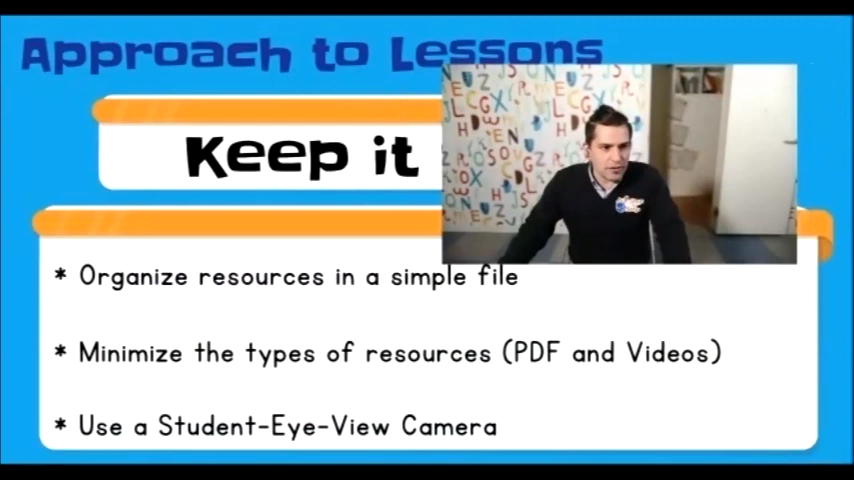 Approach to Lessons
Keep it
* Organize resources in a simple file
* Minimize the types of resources (PDF and Videos)
* Use a Student-Eye-View Camera